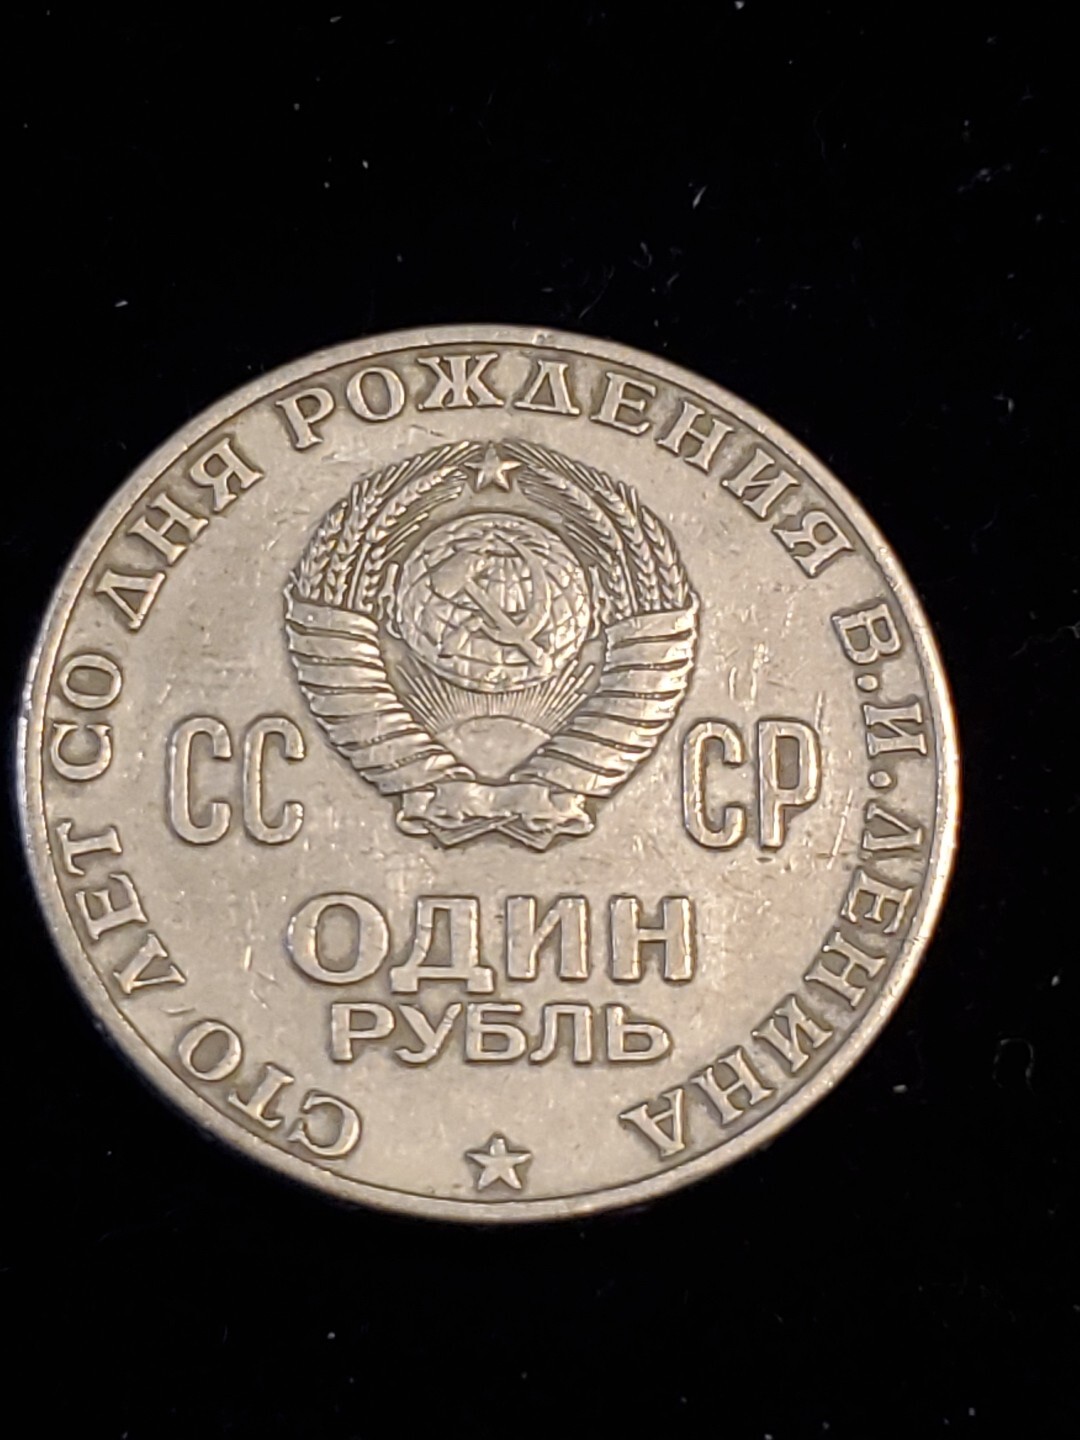 СТО ЛЕТ СО ДНЯ РОЖДЕНИЯ В.И.ЛЕНИНА
СС СР
ОДИН
РУБЛЬ